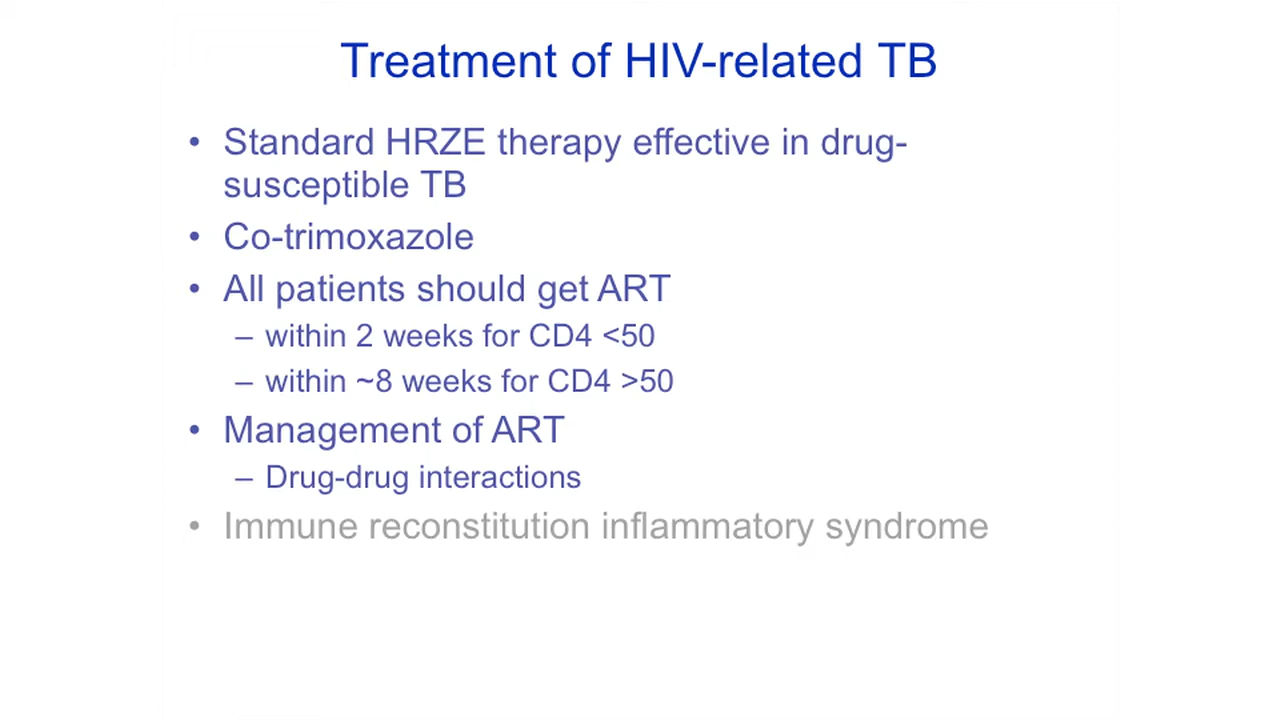 Treatment of HIV-related TB
• Standard HRZE therapy effective in drug-
susceptible TB
• Co-trimoxazole
• All patients should get ART
– within 2 weeks for CD4 <50
– within ~8 weeks for CD4 >50
• Management of ART
– Drug-drug interactions
• Immune reconstitution inflammatory syndrome